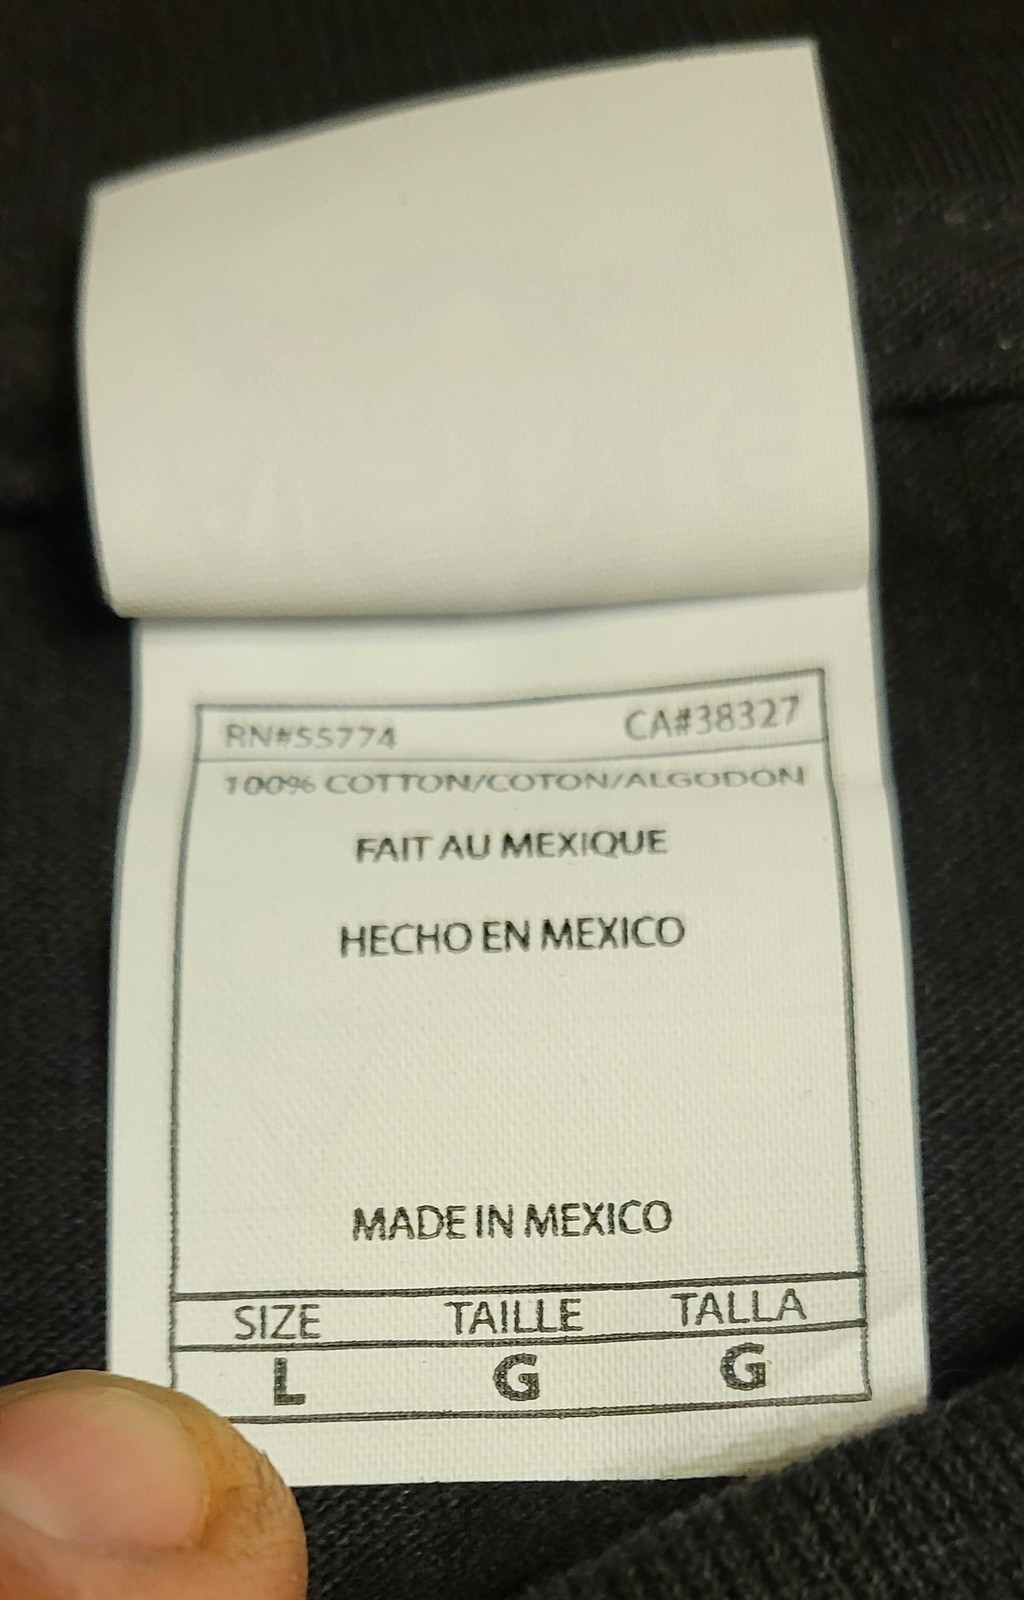 RN#55774 CA#38327
100% COTTON/COTON/ALGODON
FAIT AU MEXIQUE
HECHO EN MEXICO
MADE IN MEXICO
SIZE TAILLE TALLA
L G G